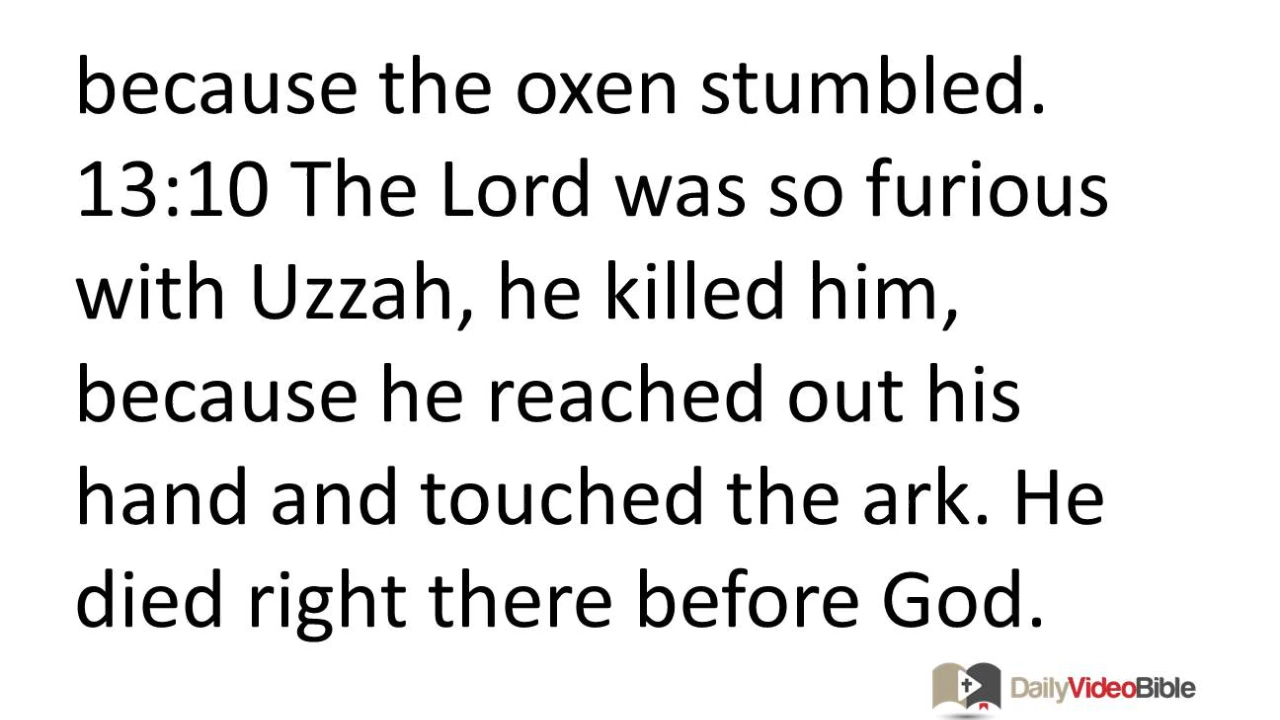 because the oxen stumbled.
13:10 The Lord was so furious
with Uzzah, he killed him,
because he reached out his
hand and touched the ark. He
died right there before God.
DailyVideoBible